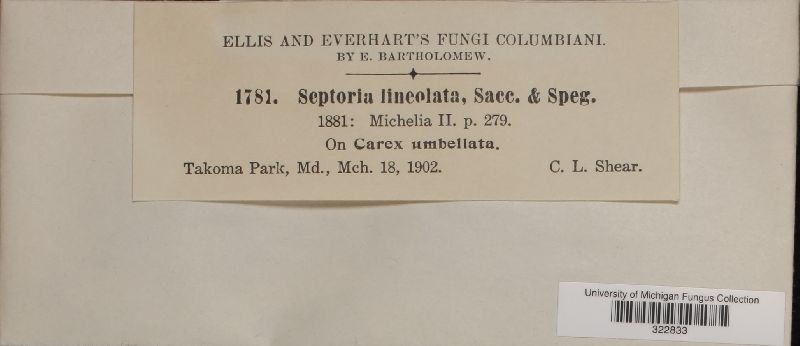 ELLIS AND EVERHART'S FUNGI COLUMBIANI.
BY E. BARTHOLOMEW.
1781. Septoria lineolata, Sacc. & Speg.
1881: Michelia II. p. 279.
On Carex umbellata.
Takoma Park, Md., Mch. 18, 1902. C. L. Shear.
University of Michigan Fungus Collection
322833